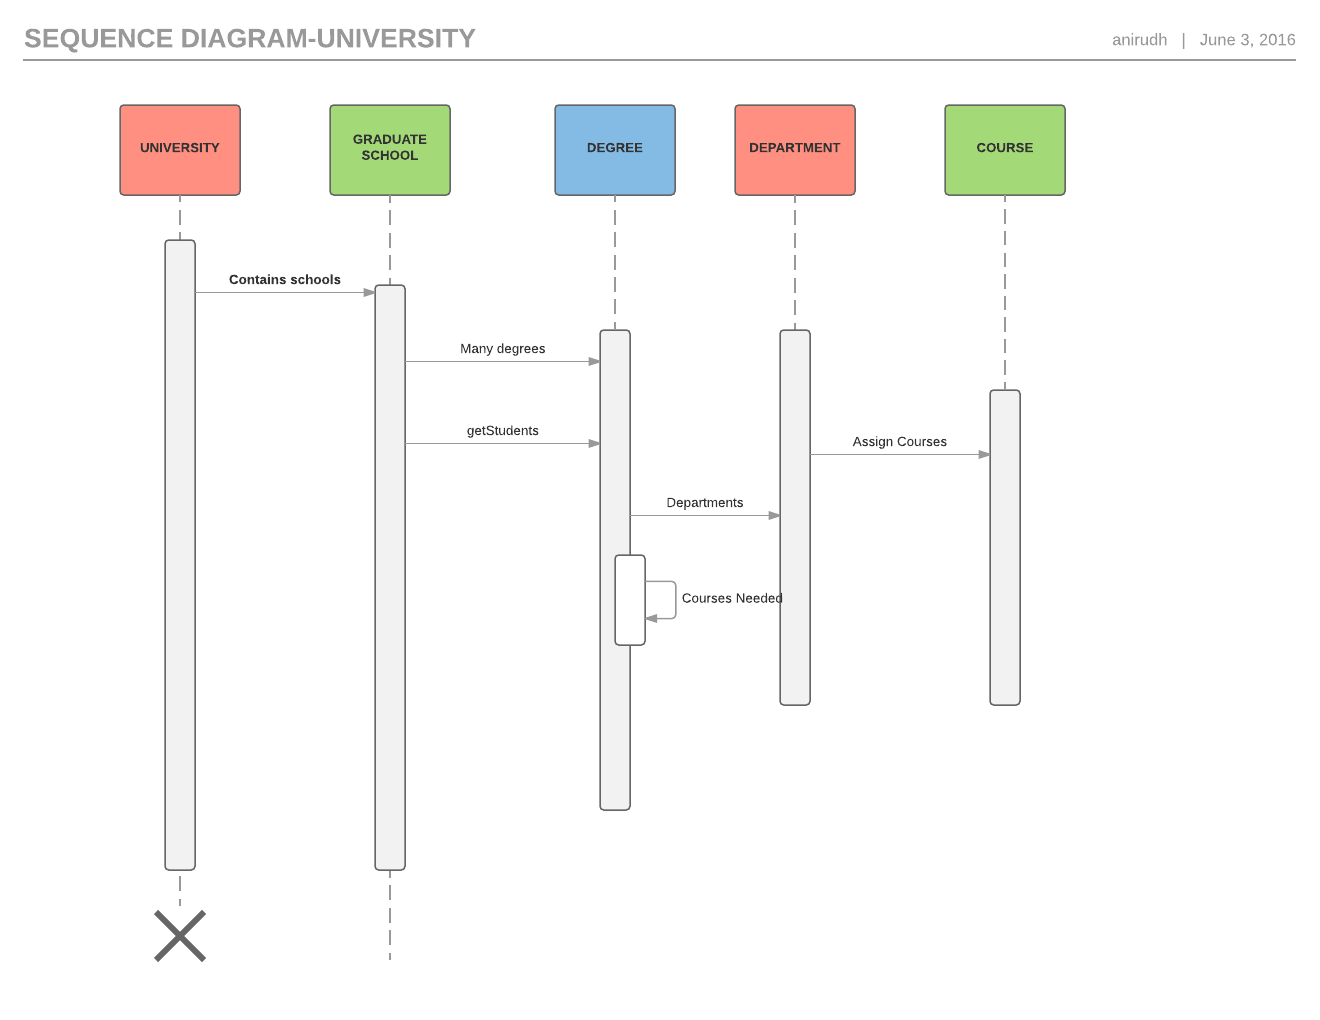 SEQUENCE DIAGRAM-UNIVERSITY
anirudh | June 3, 2016
UNIVERSITY
GRADUATE
SCHOOL
DEGREE
DEPARTMENT
COURSE
Contains schools
Many degrees
getStudents
Assign Courses
Departments
Courses Needed